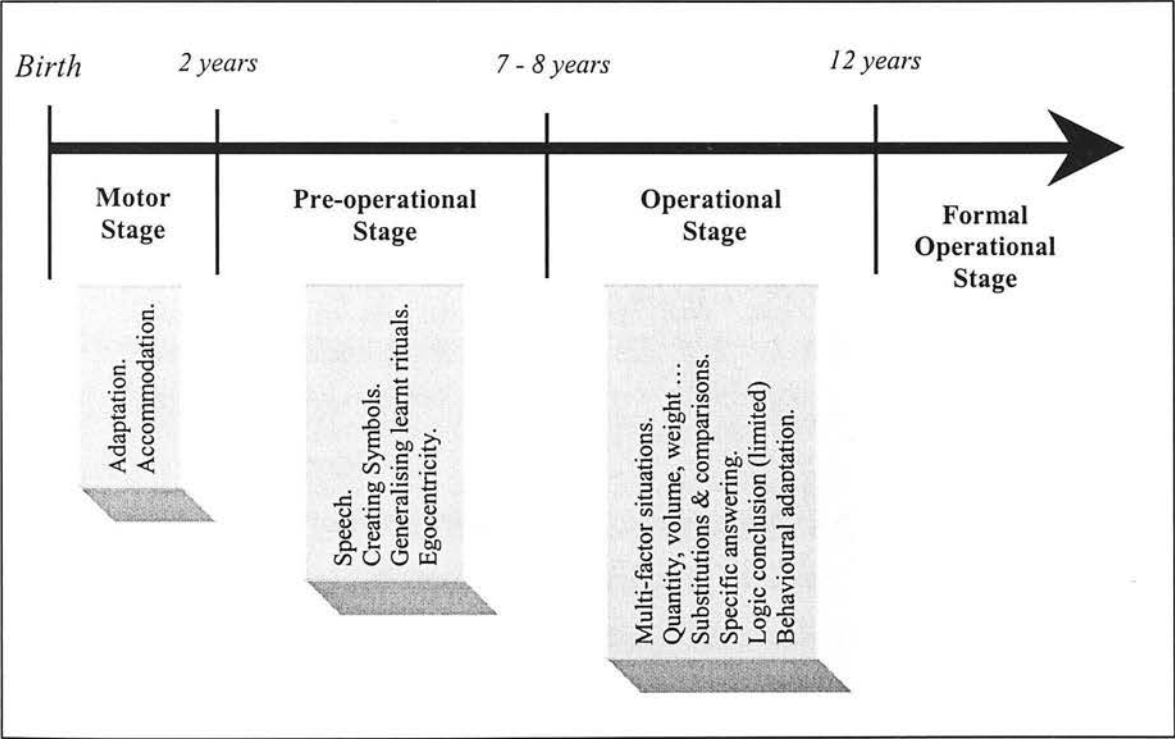 Birth
2 years
7 - 8 years
12 years
Motor
Stage
Pre-operational
Stage
Operational
Stage
Formal
Operational
Stage
Adaptation.
Accommodation.
Speech.
Creating Symbols.
Generalising learnt rituals.
Egocentricity.
Multi-factor situations.
Quantity, volume, weight …
Substitutions & comparisons.
Specific answering.
Logic conclusion (limited)
Behavioural adaptation.